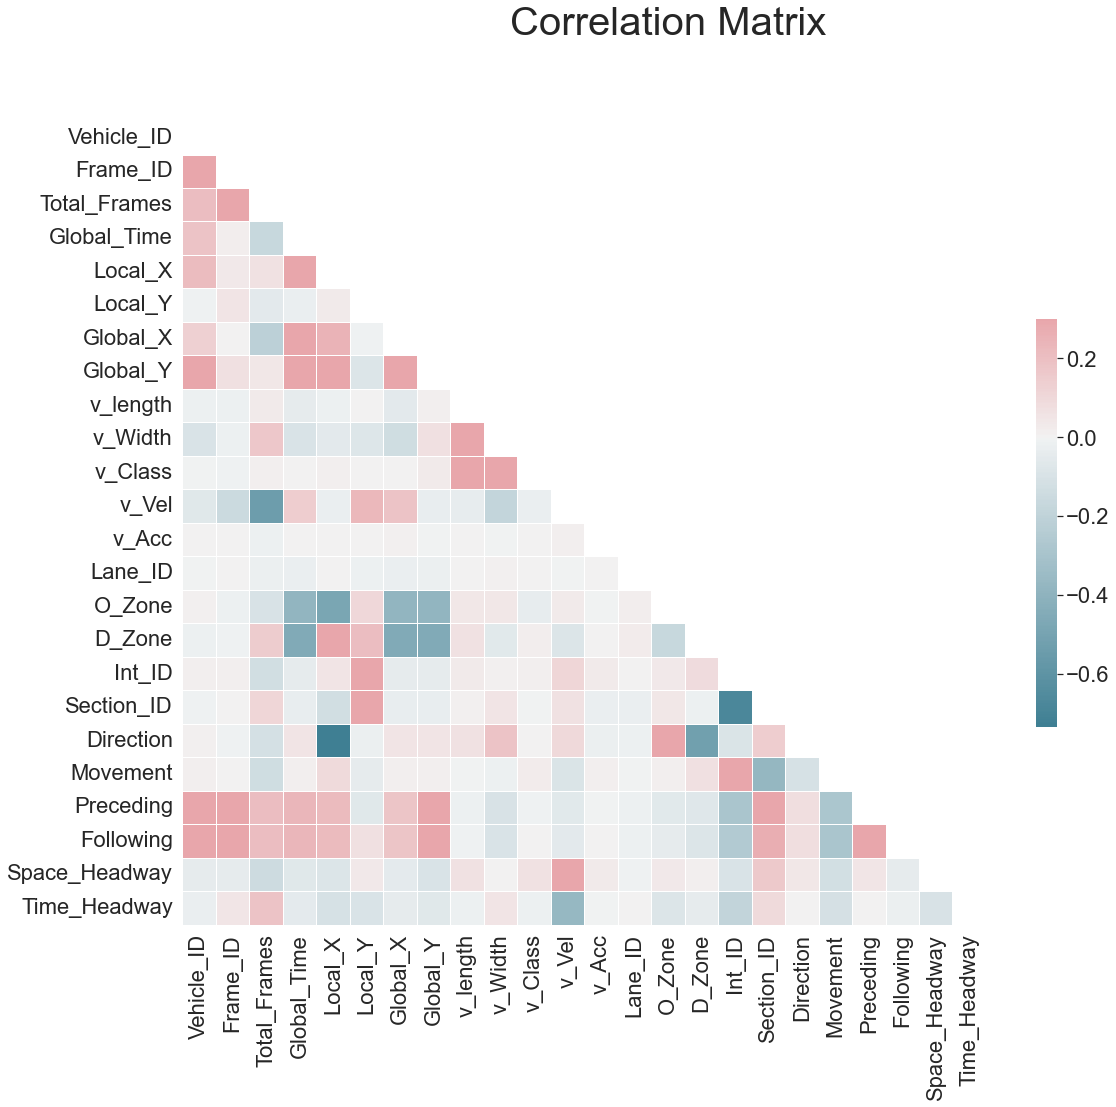 Correlation Matrix
Vehicle_ID
Frame_ID
Total_Frames
Global_Time
Local_X
Local_Y
Global_X
Global_Y
v_length
v_Width
v_Class
v_Vel
v_Acc
Lane_ID
O_Zone
D_Zone
Int_ID
Section_ID
Direction
Movement
Preceding
Following
Space_Headway
Time_Headway
0.2
0.0
−0.2
−0.4
−0.6
Vehicle_ID
Frame_ID
Total_Frames
Global_Time
Local_X
Local_Y
Global_X
Global_Y
v_length
v_Width
v_Class
v_Vel
v_Acc
Lane_ID
O_Zone
D_Zone
Int_ID
Section_ID
Direction
Movement
Preceding
Following
Space_Headway
Time_Headway